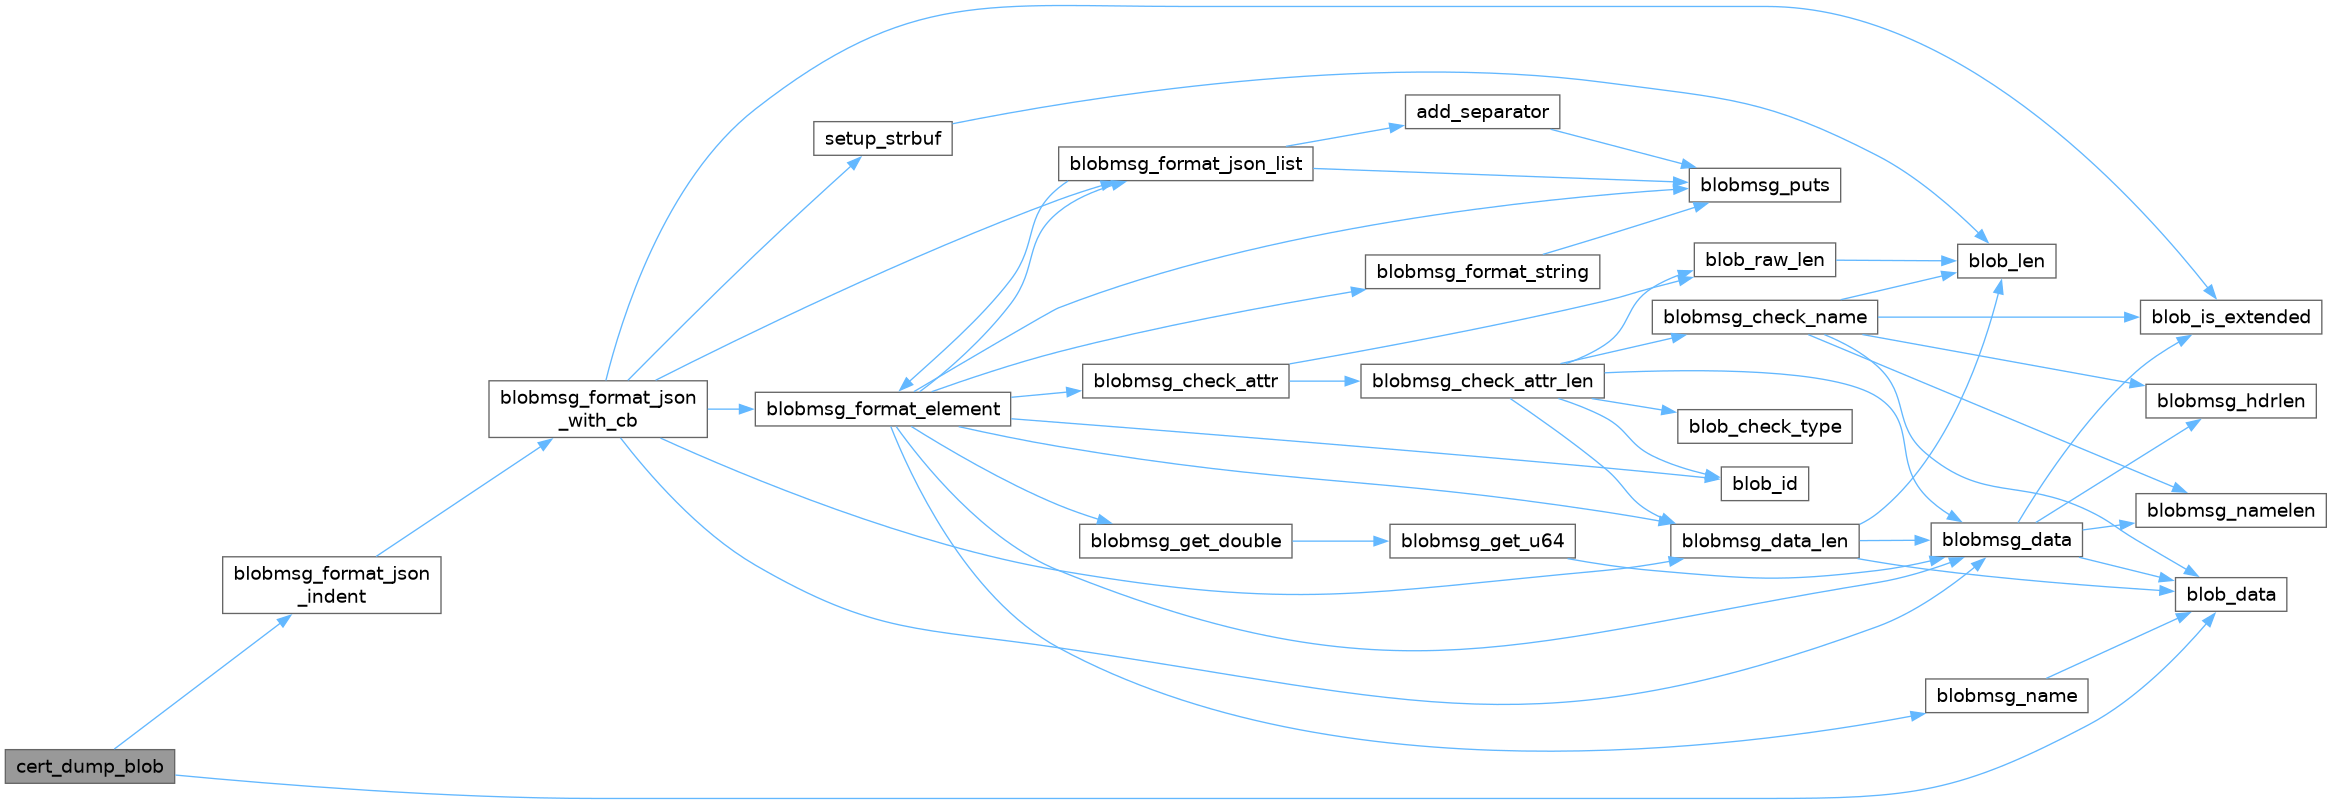 cert_dump_blob
blobmsg_format_json
_indent
blobmsg_format_json
_with_cb
setup_strbuf
blobmsg_format_element
blobmsg_format_json_list
add_separator
blobmsg_puts
blobmsg_format_string
blobmsg_check_attr
blobmsg_check_attr_len
blob_raw_len
blobmsg_check_name
blob_check_type
blob_id
blobmsg_get_double
blobmsg_get_u64
blobmsg_data_len
blob_len
blob_is_extended
blobmsg_hdrlen
blobmsg_namelen
blobmsg_data
blob_data
blobmsg_name